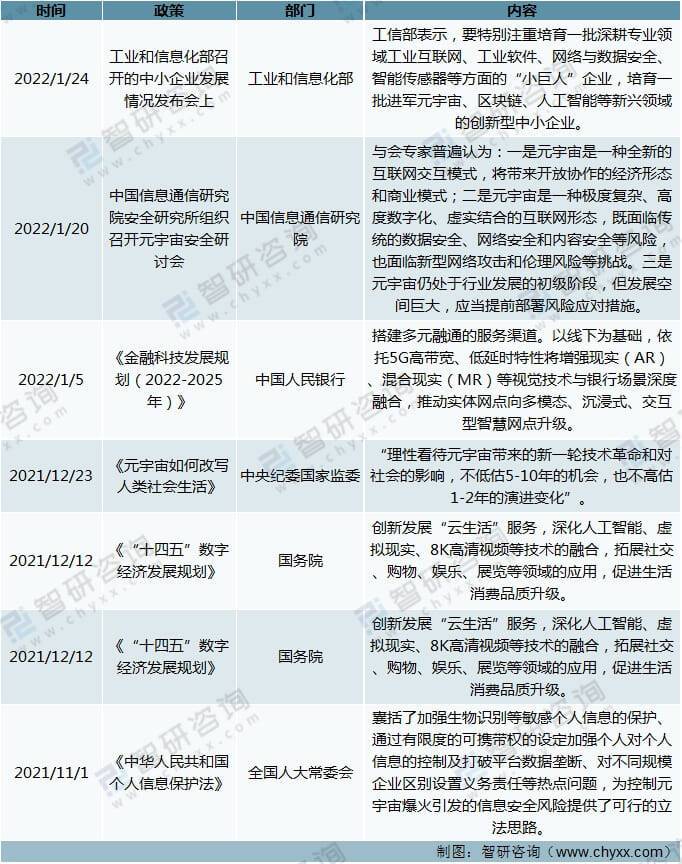 时间 政策 部门 内容
2022/1/24
工业和信息化部召
开的中小企业发展
情况发布会上
工业和信息化部
工信部表示，要特别注重培育一批深耕专业领
域工业互联网、工业软件、网络与数据安全、
智能传感器等方面的“小巨人”企业，培育一
批进军元宇宙、区块链、人工智能等新兴领域
的创新型中小企业。
2022/1/20
中国信息通信研究
院安全研究所组织
召开元宇宙安全研
讨会
中国信息通信研究
院
与会专家普遍认为：一是元宇宙是一种全新的
互联网交互模式，将带来开放协作的经济形态
和商业模式；二是元宇宙是一种极度复杂、高
度数字化、虚实结合的互联网形态，既面临传
统的数据安全、网络安全和内容安全等风险，
也面临新型网络攻击和伦理风险等挑战。三是
元宇宙仍处于行业发展的初级阶段，但发展空
间巨大，应当提前部署风险应对措施。
2022/1/5
《金融科技发展规
划（2022-2025
年）》
中国人民银行
搭建多元融通的服务渠道。以线下为基础，依
托5G高带宽、低延时特性将增强现实（AR）
、混合现实（MR）等视觉技术与银行场景深度
融合，推动实体网点向多模态、沉浸式、交互
型智慧网点升级。
2021/12/23
《元宇宙如何改写
人类社会生活》
中央纪委国家监委
“理性看待元宇宙带来的新一轮技术革命和对
社会的影响，不低估5-10年的机会，也不高估
1-2年的演进变化”。
2021/12/12
《“十四五”数字
经济发展规划》
国务院
创新发展“云生活”服务，深化人工智能、虚
拟现实、8K高清视频等技术的融合，拓展社交
、购物、娱乐、展览等领域的应用，促进生活
消费品质升级。
2021/12/12
《“十四五”数字
经济发展规划》
国务院
创新发展“云生活”服务，深化人工智能、虚
拟现实、8K高清视频等技术的融合，拓展社交
、购物、娱乐、展览等领域的应用，促进生活
消费品质升级。
2021/11/1
《中华人民共和国
个人信息保护法》
全国人大常委会
囊括了加强生物识别等敏感个人信息的保护、
通过有限度的可携带权的设定加强个人对个人
信息的控制及打破平台数据垄断、对不同规模
企业区别设置义务责任等热点问题，为控制元
宇宙爆火引发的信息安全风险提供了可行的立
法思路。
制图：智研咨询（www.chyxx.com）